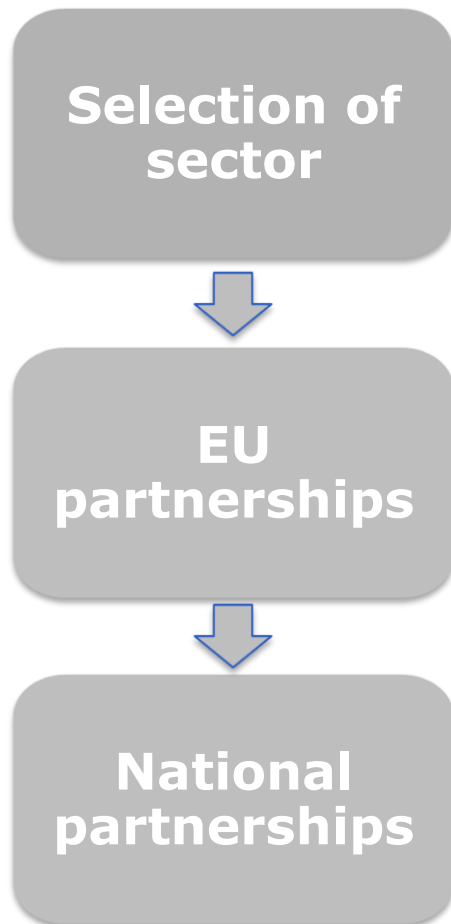 Selection of
sector
EU
partnerships
National
partnerships